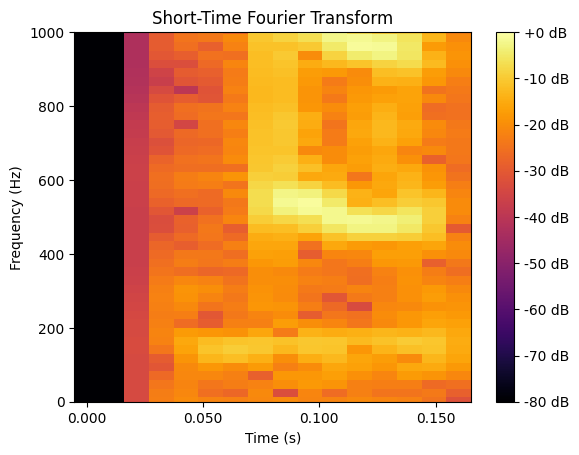 Short-Time Fourier Transform
1000
800
600
400
200
0
Frequency (Hz)
0.000
0.050
0.100
0.150
Time (s)
+0 dB
-10 dB
-20 dB
-30 dB
-40 dB
-50 dB
-60 dB
-70 dB
-80 dB